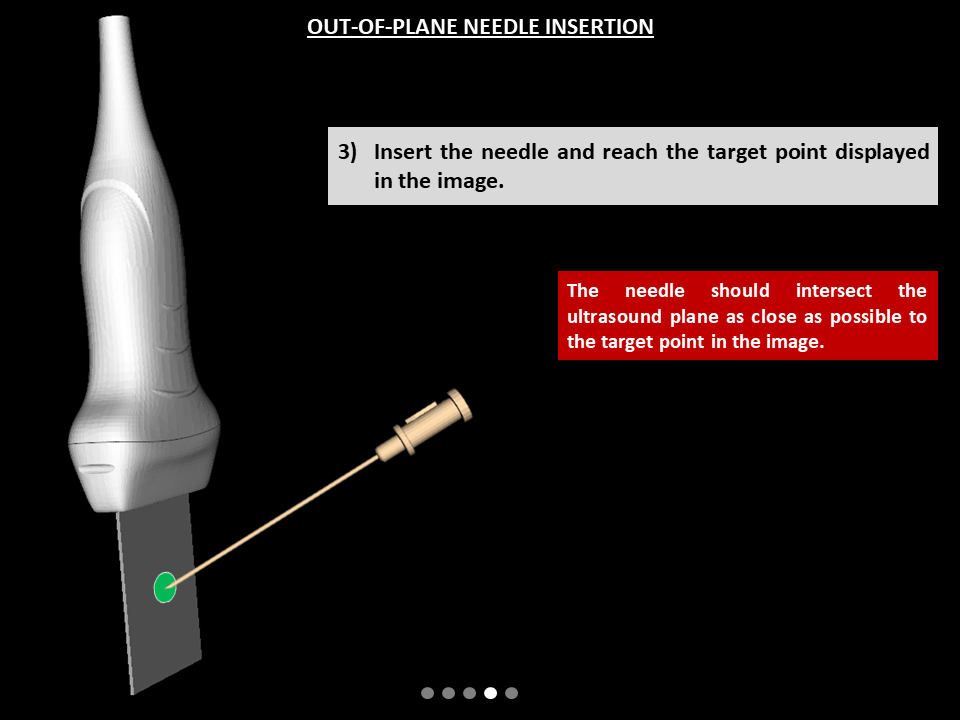 OUT-OF-PLANE NEEDLE INSERTION
3) Insert the needle and reach the target point displayed
in the image.
The needle should intersect the
ultrasound plane as close as possible to
the target point in the image.